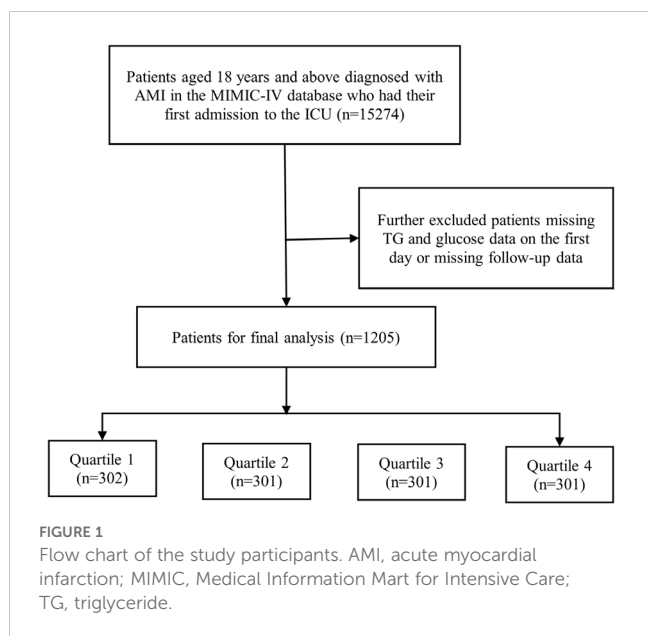 Patients aged 18 years and above diagnosed with
AMI in the MIMIC-IV database who had their
first admission to the ICU (n=15274)
Further excluded patients missing
TG and glucose data on the first
day or missing follow-up data
Patients for final analysis (n=1205)
Quartile 1
(n=302)
Quartile 2
(n=301)
Quartile 3
(n=301)
Quartile 4
(n=301)
FIGURE 1
Flow chart of the study participants. AMI, acute myocardial
infarction; MIMIC, Medical Information Mart for Intensive Care;
TG, triglyceride.